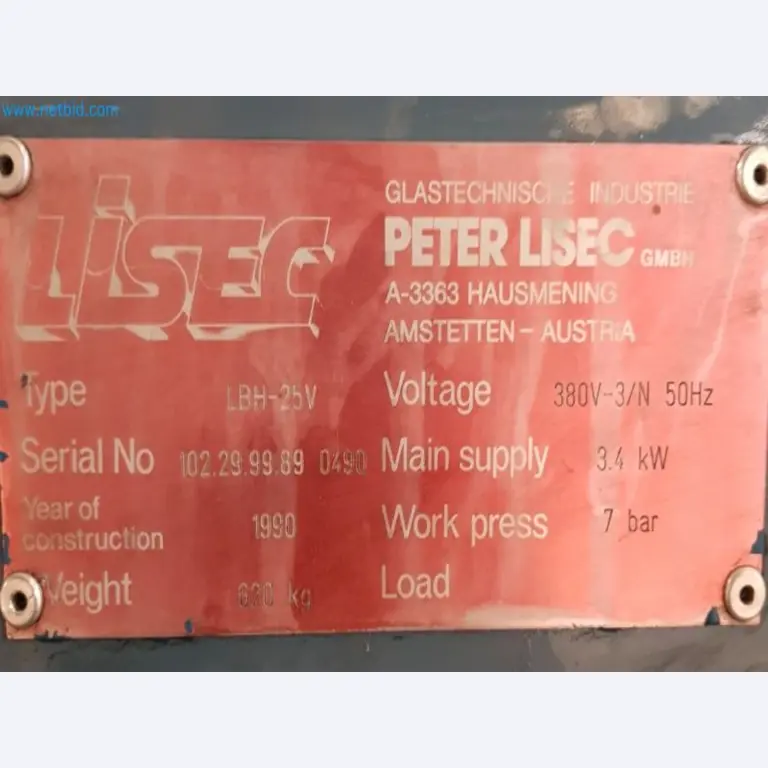 www.netbid.com
LiSEC
GLASTECHNISCHE INDUSTRIE
PETER LISEC GMBH
A-3363 HAUSMENING
AMSTETTEN - AUSTRIA
Type LBH-25V
Voltage 380V-3/N 50Hz
Serial No 102.29.99.89 0490
Main supply 3.4 kW
Year of
construction 1990
Work press 7 bar
Weight kg
Load